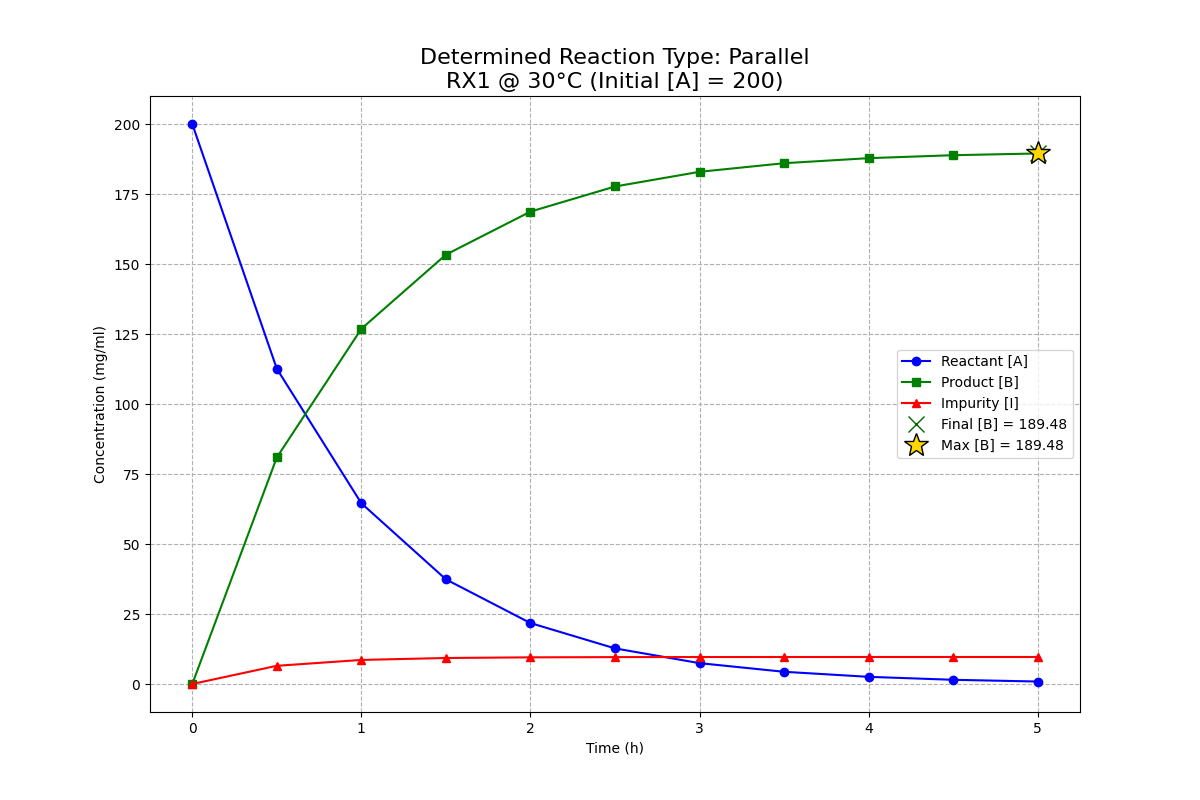 Determined Reaction Type: Parallel
RX1 @ 30°C (Initial [A] = 200)
Concentration (mg/ml)
200
175
150
125
100
75
50
25
0
Reactant [A]
Product [B]
Impurity [I]
Final [B] = 189.48
Max [B] = 189.48
0 1 2 3 4 5
Time (h)